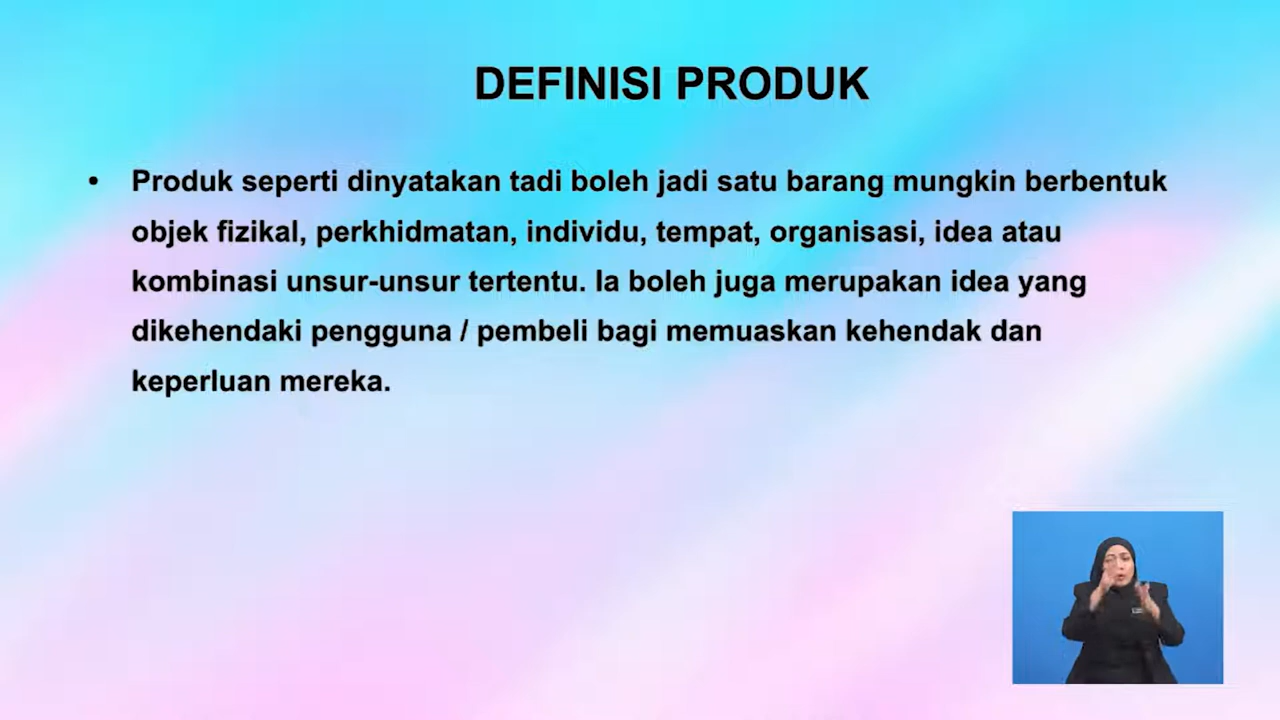 DEFINISI PRODUK
• Produk seperti dinyatakan tadi boleh jadi satu barang mungkin berbentuk
objek fizikal, perkhidmatan, individu, tempat, organisasi, idea atau
kombinasi unsur-unsur tertentu. Ia boleh juga merupakan idea yang
dikehendaki pengguna / pembeli bagi memuaskan kehendak dan
keperluan mereka.